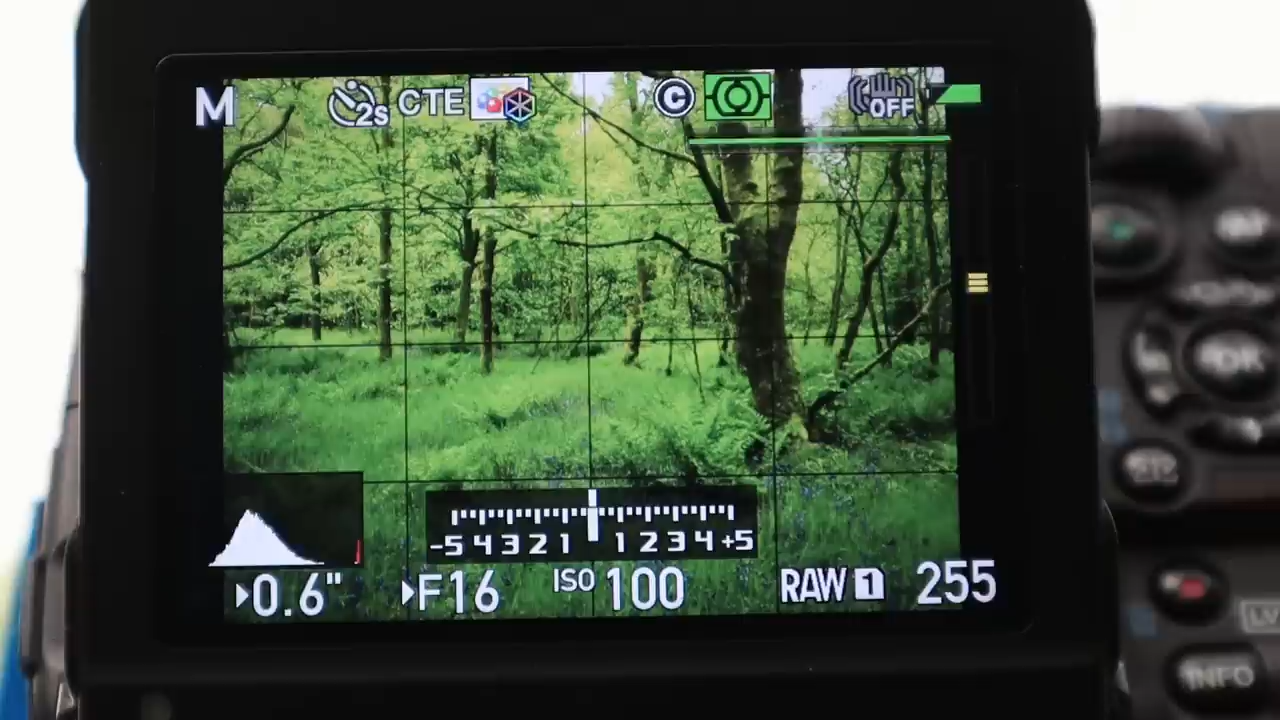 M 2s CTE C OFF
-5 4 3 2 1 1 2 3 4 +5
0.6" F16 ISO 100 RAW 1 255
OK
LV
INFO